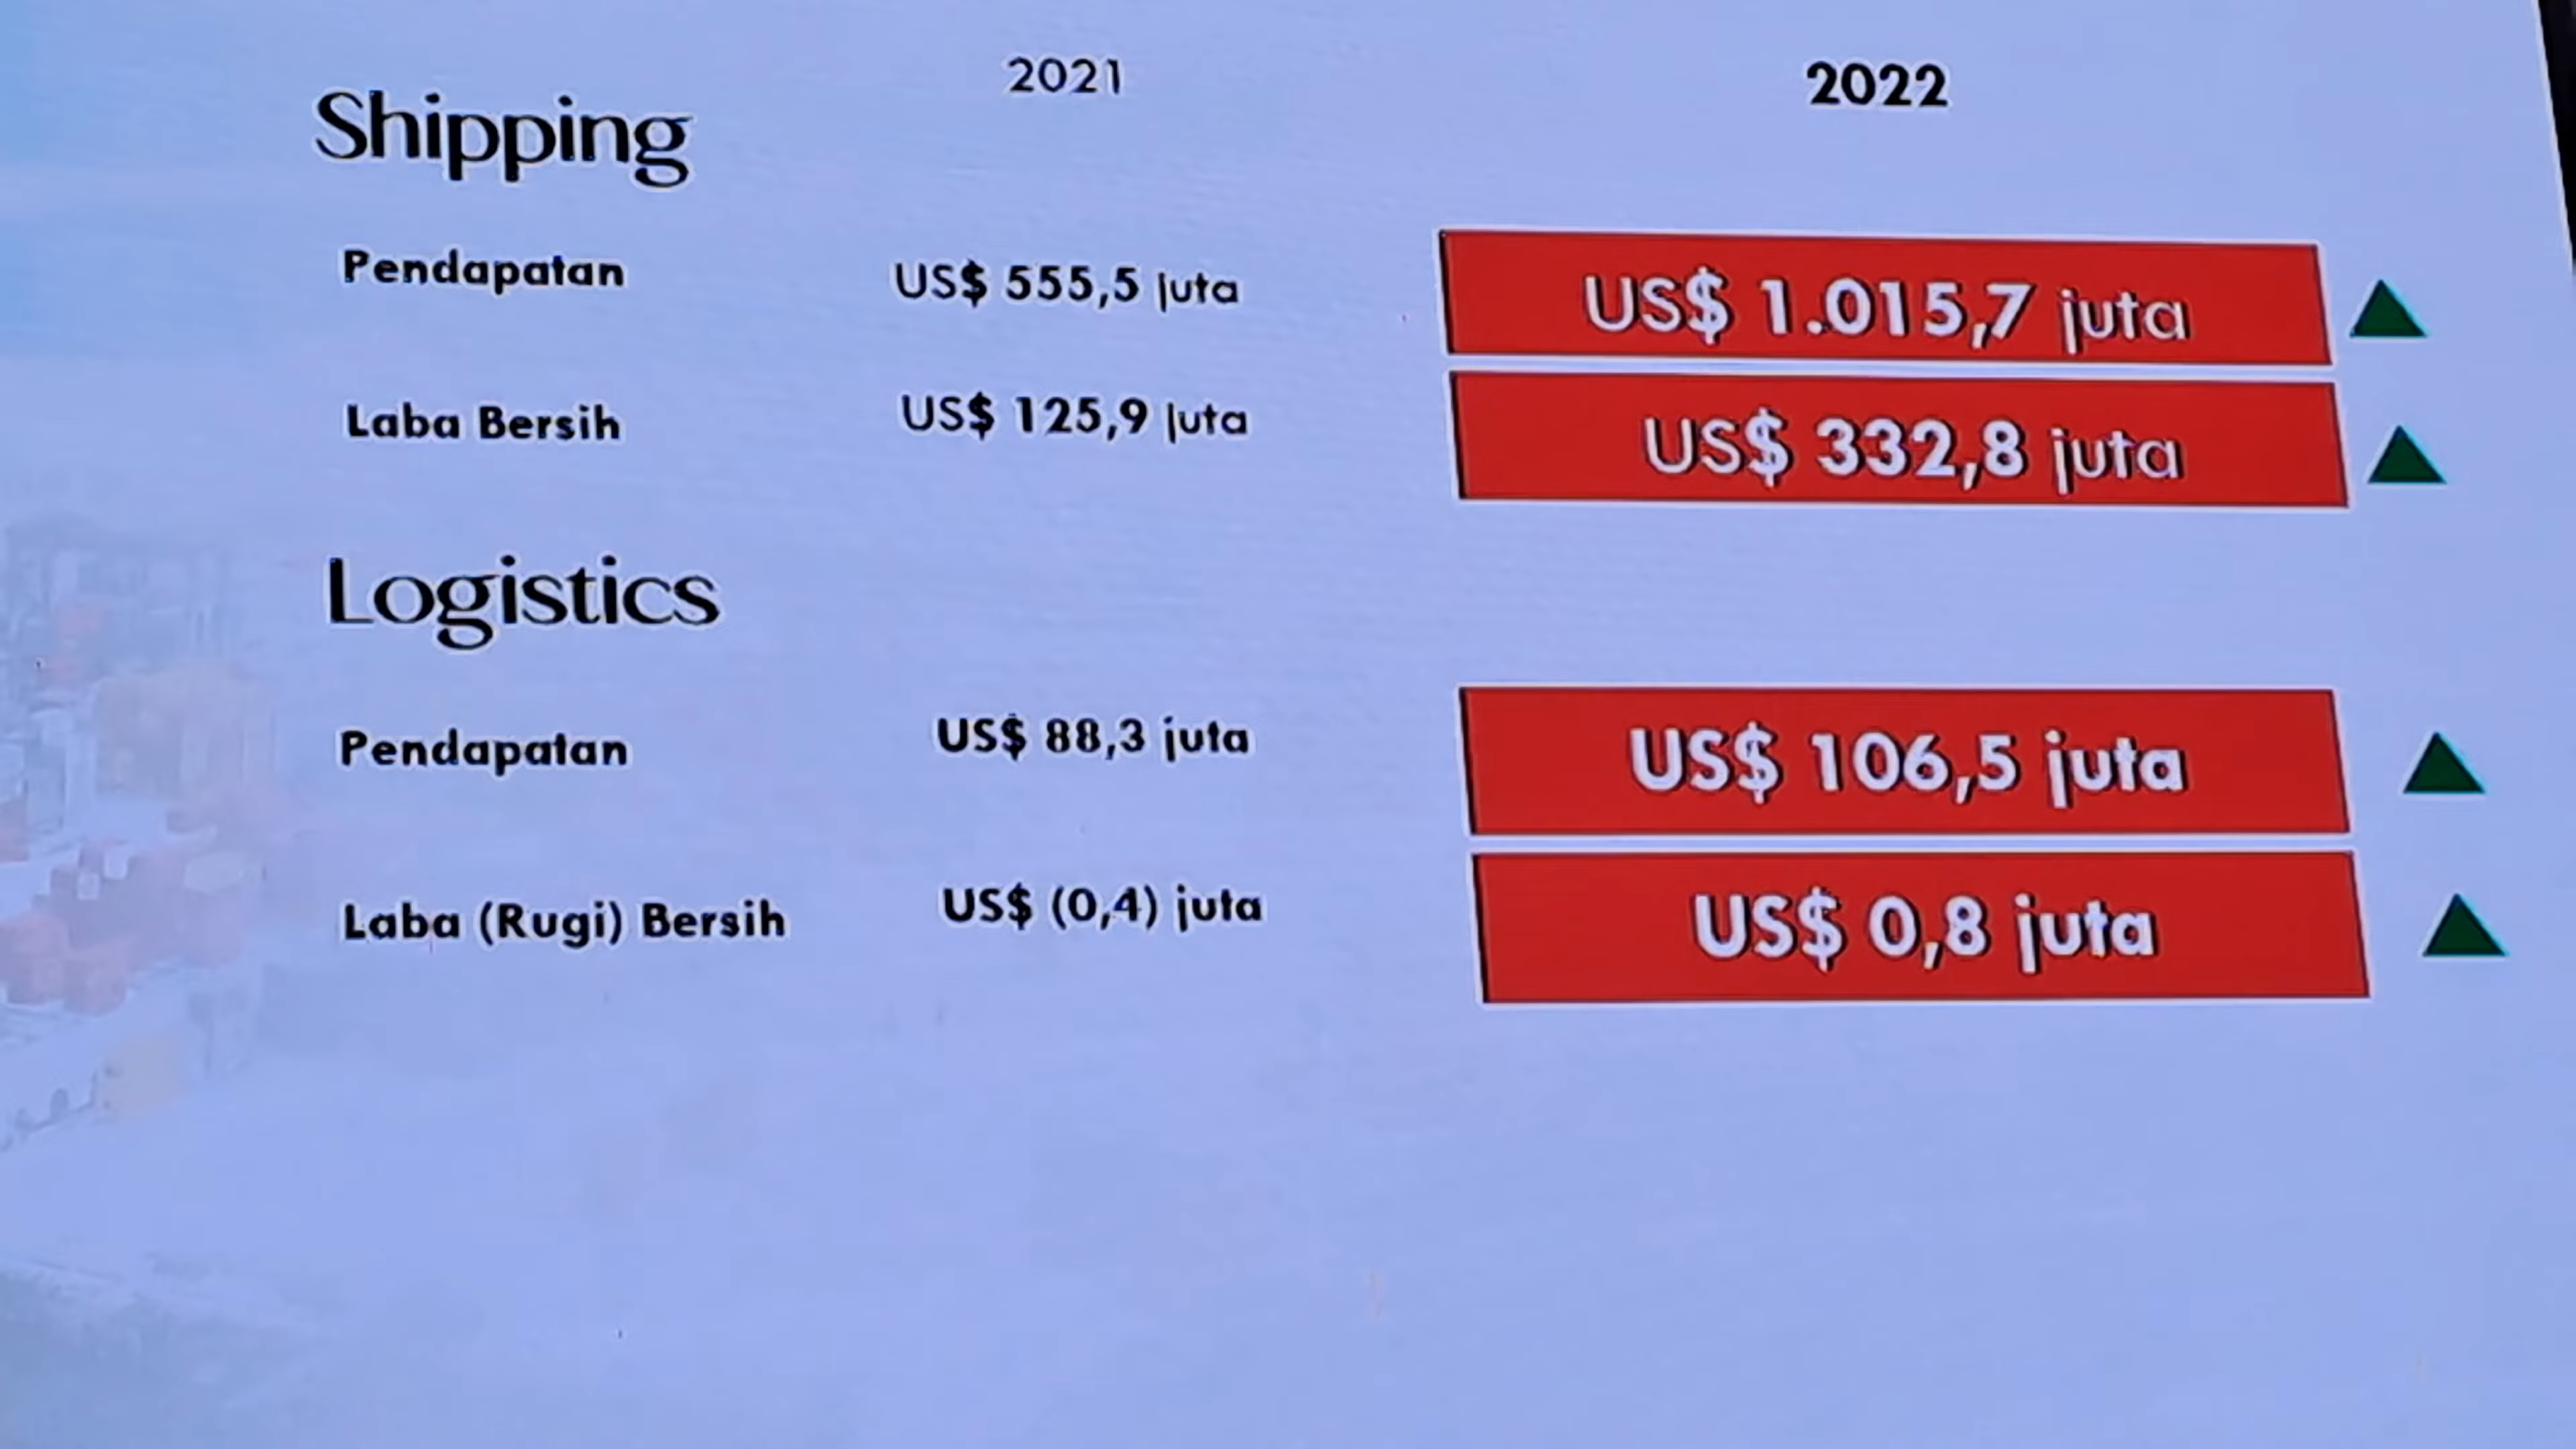 2021 2022
Shipping
Pendapatan US$ 555,5 juta US$ 1.015,7 juta
Laba Bersih US$ 125,9 juta US$ 332,8 juta
Logistics
Pendapatan US$ 88,3 juta US$ 106,5 juta
Laba (Rugi) Bersih US$ (0,4) juta US$ 0,8 juta